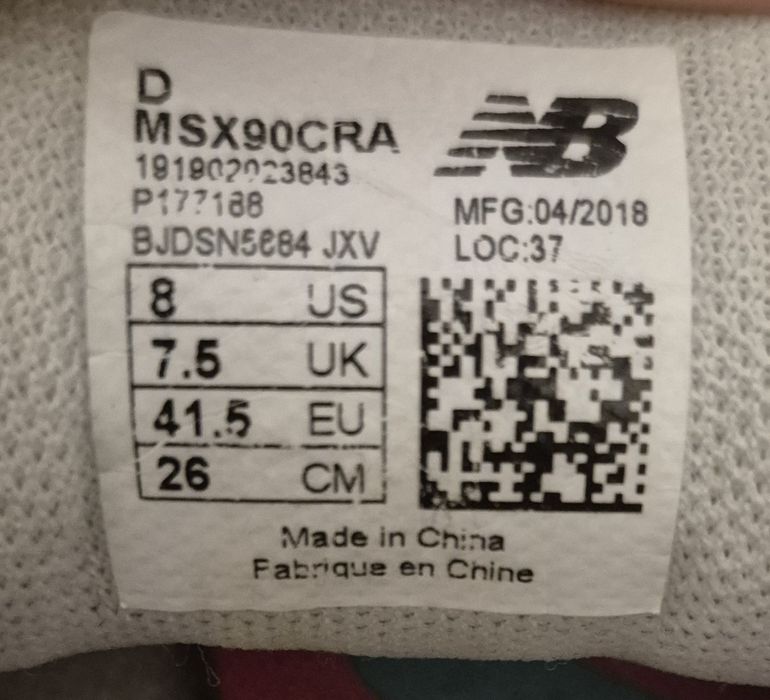 D
MSX90CRA
191902023843
P177188
BJDSN5684 JXV
NB
MFG:04/2018
LOC:37
8 US
7.5 UK
41.5 EU
26 CM
Made in China
Fabrique en Chine